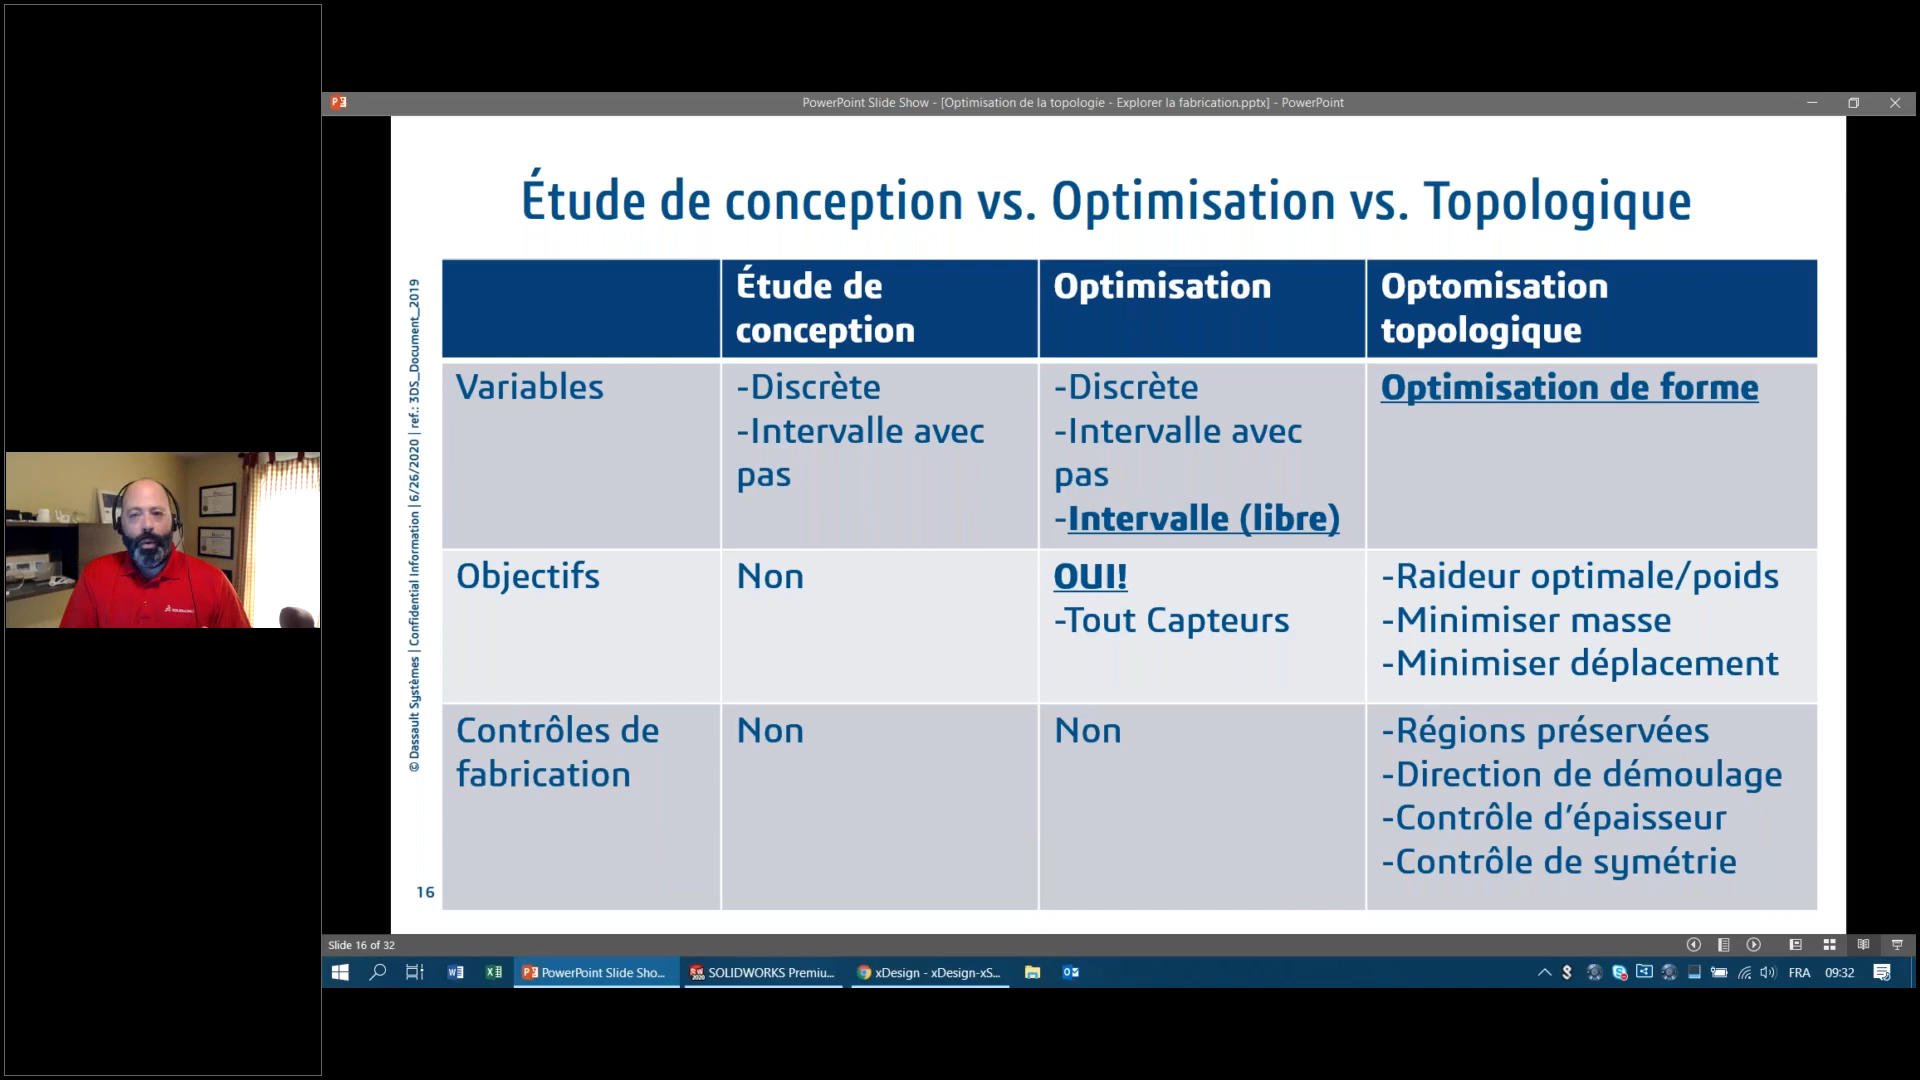 PowerPoint Slide Show - [Optimisation de la topologie - Explorer la fabrication.pptx] - PowerPoint
Étude de conception vs. Optimisation vs. Topologique
Étude de
conception
Optimisation
Optomisation
topologique
Variables
-Discrète
-Intervalle avec
pas
-Discrète
-Intervalle avec
pas
-Intervalle (libre)
Optimisation de forme
Objectifs
Non
OUI!
-Tout Capteurs
-Raideur optimale/poids
-Minimiser masse
-Minimiser déplacement
Contrôles de
fabrication
Non
Non
-Régions préservées
-Direction de démoulage
-Contrôle d’épaisseur
-Contrôle de symétrie
© Dassault Systèmes | Confidential Information | 6/26/2020 | ref.: 3DS_Document_2019
16
Slide 16 of 32
PowerPoint Slide Sho...
SOLIDWORKS Premiu...
xDesign - xDesign-xS...
FRA
09:32